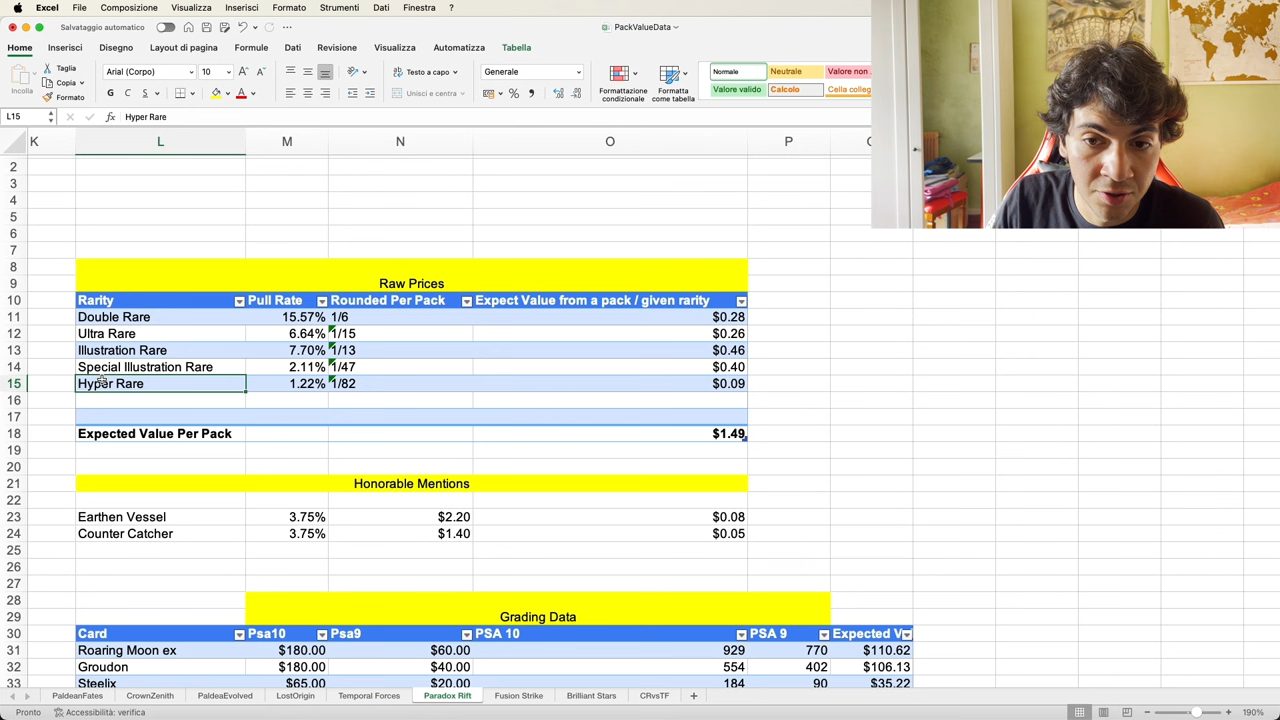 Excel File Modifica Visualizza Inserisci Formato Strumenti Dati Finestra ?
Salvataggio automatico PackValueData
Home Inserisci Disegno Layout di pagina Formule Dati Revisione Visualizza Automatizza Tabella
Incolla Taglia Copia Formato
Arial (Corpo) 10 A A
G C S A
Testo a capo
Unisci e centra
Generale
%
Formattazione condizionale
Formatta come tabella
Normale Neutrale Valore non
Valore valido Calcolo Cella colleg
L15 fx Hyper Rare
K L M N O P
2
3
4
5
6
7
8
9 Raw Prices
10 Rarity Pull Rate Rounded Per Pack Expect Value from a pack / given rarity
11 Double Rare 15.57% 1/6 $0.28
12 Ultra Rare 6.64% 1/15 $0.26
13 Illustration Rare 7.70% 1/13 $0.46
14 Special Illustration Rare 2.11% 1/47 $0.40
15 Hyper Rare 1.22% 1/82 $0.09
16
17
18 Expected Value Per Pack $1.49
19
20
21 Honorable Mentions
22
23 Earthen Vessel 3.75% $2.20 $0.08
24 Counter Catcher 3.75% $1.40 $0.05
25
26
27
28
29 Grading Data
30 Card Psa10 Psa9 PSA 10 PSA 9 Expected V
31 Roaring Moon ex $180.00 $60.00 929 770 $110.62
32 Groudon $180.00 $40.00 554 402 $106.13
33 Steelix $65.00 $20.00 184 90 $35.22
PaldeanFates CrownZenith PaldeaEvolved LostOrigin Temporal Forces Paradox Rift Fusion Strike Brilliant Stars CRvsTF +
Pronto Accessibilità: verifica 190%